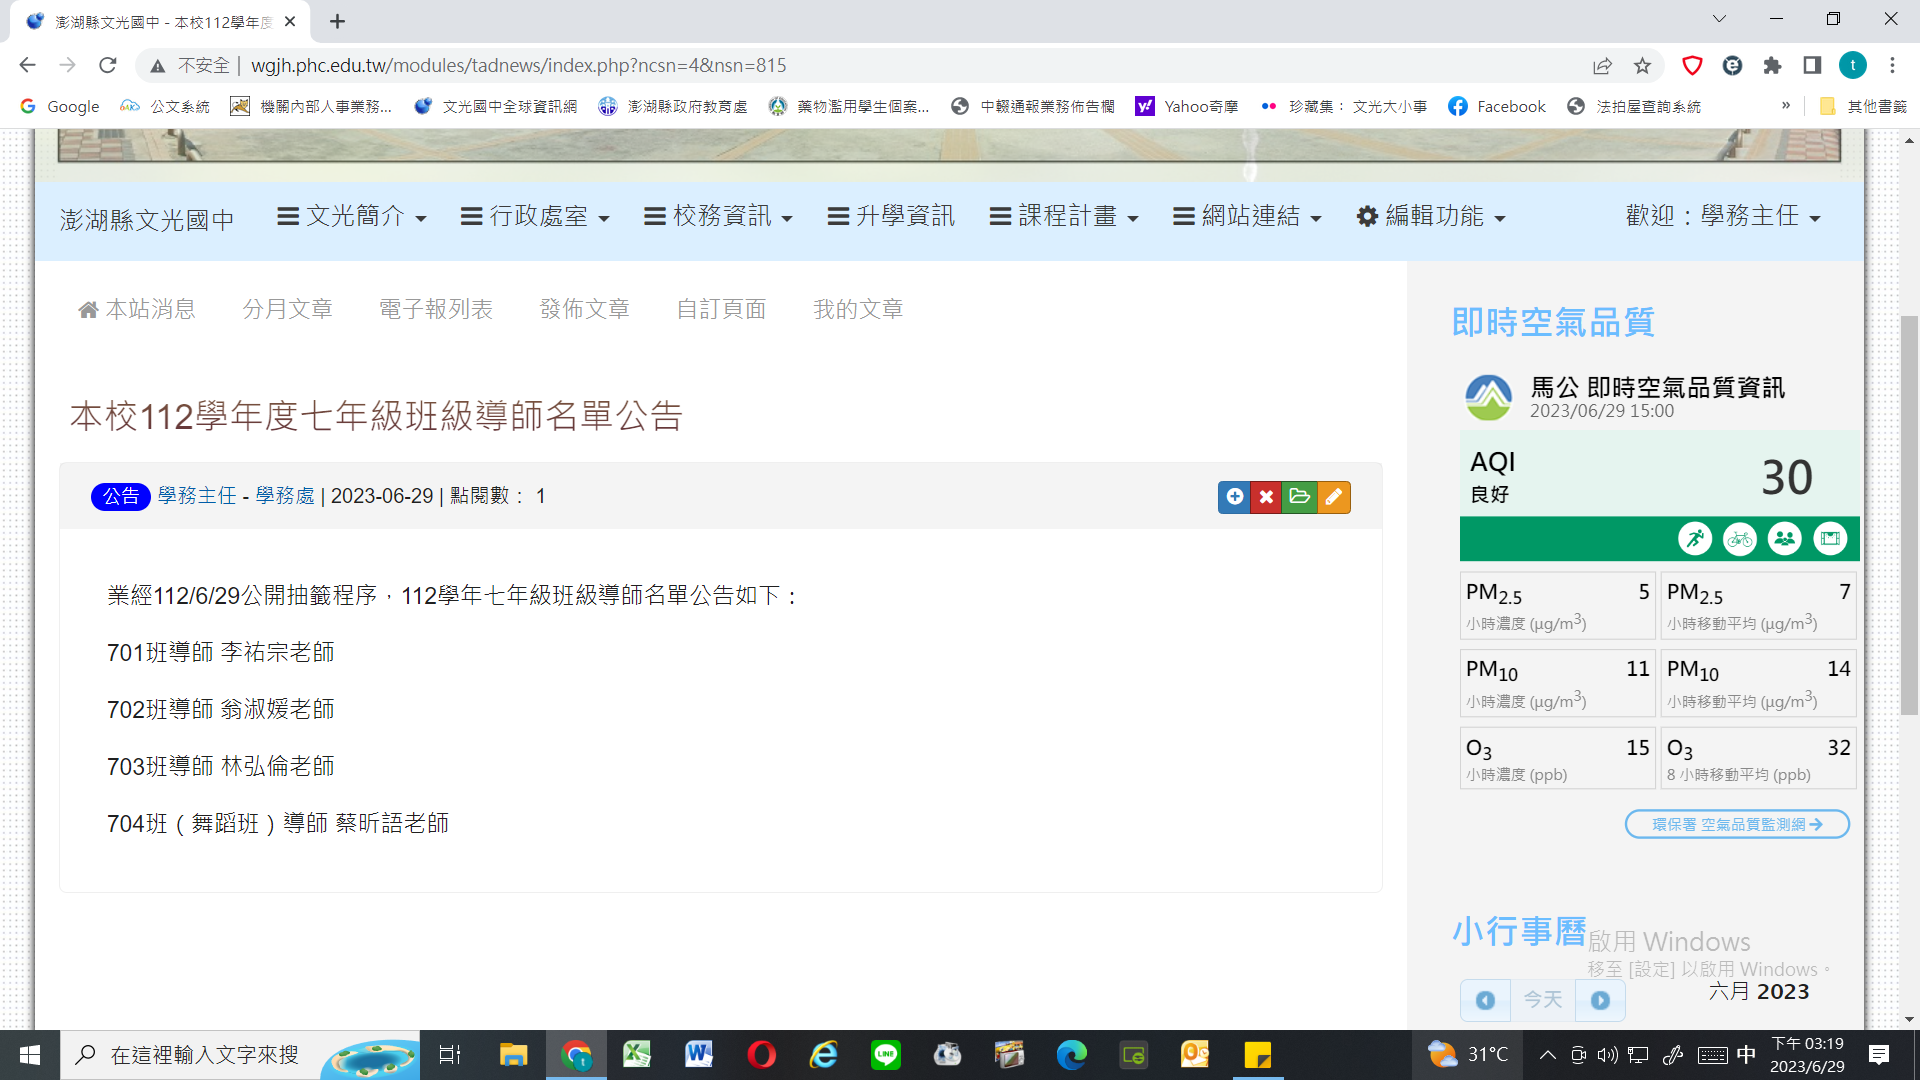 澎湖縣文光國中 - 本校112學年度
不安全 | wgjh.phc.edu.tw/modules/tadnews/index.php?ncsn=4&nsn=815
t
Google 公文系統 機關內部人事業務... 文光國中全球資訊網 澎湖縣政府教育處 藥物濫用學生個案... 中輟通報業務佈告欄 Yahoo奇摩 珍藏集： 文光大小事 Facebook 法拍屋查詢系統 » 其他書籤
澎湖縣文光國中 文光簡介 行政處室 校務資訊 升學資訊 課程計畫 網站連結 編輯功能 歡迎：學務主任
本站消息 分月文章 電子報列表 發佈文章 自訂頁面 我的文章
本校112學年度七年級班級導師名單公告
公告 學務主任 - 學務處 | 2023-06-29 | 點閱數： 1
業經112/6/29公開抽籤程序，112學年七年級班級導師名單公告如下：
701班導師 李祐宗老師
702班導師 翁淑媛老師
703班導師 林弘倫老師
704班（舞蹈班）導師 蔡昕語老師
即時空氣品質
馬公 即時空氣品質資訊
2023/06/29 15:00
AQI
良好
30
PM2.5 5
小時濃度 (μg/m3)
PM2.5 7
小時移動平均 (μg/m3)
PM10 11
小時濃度 (μg/m3)
PM10 14
小時移動平均 (μg/m3)
O3 15
小時濃度 (ppb)
O3 32
8 小時移動平均 (ppb)
環保署 空氣品質監測網
小行事曆
啟用 Windows
移至 [設定] 以啟用 Windows。
今天
六月 2023
在這裡輸入文字來搜
31°C
中
下午 03:19
2023/6/29